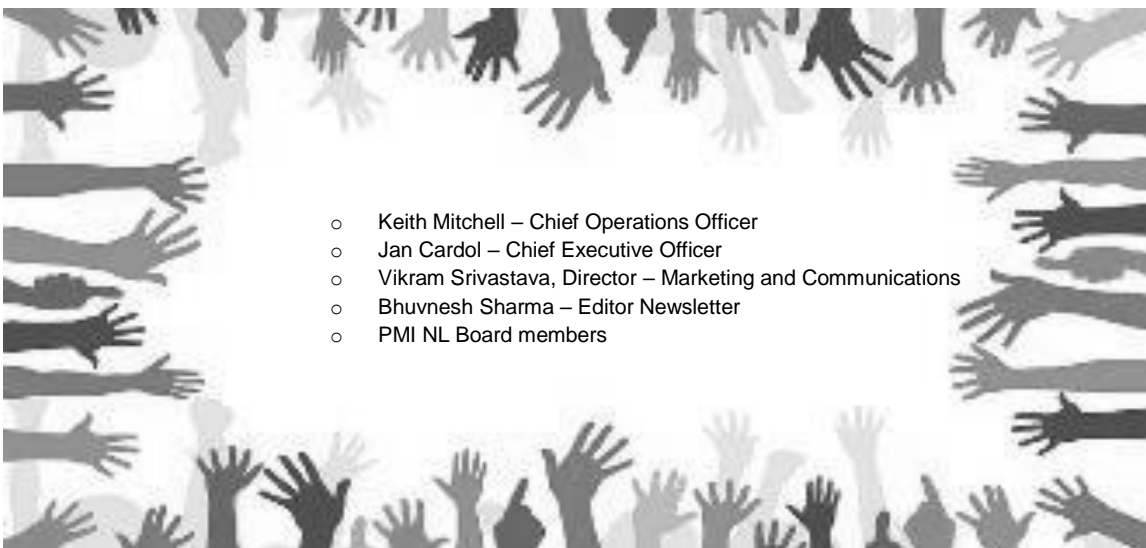 o Keith Mitchell – Chief Operations Officer
o Jan Cardol – Chief Executive Officer
o Vikram Srivastava, Director – Marketing and Communications
o Bhuvnesh Sharma – Editor Newsletter
o PMI NL Board members